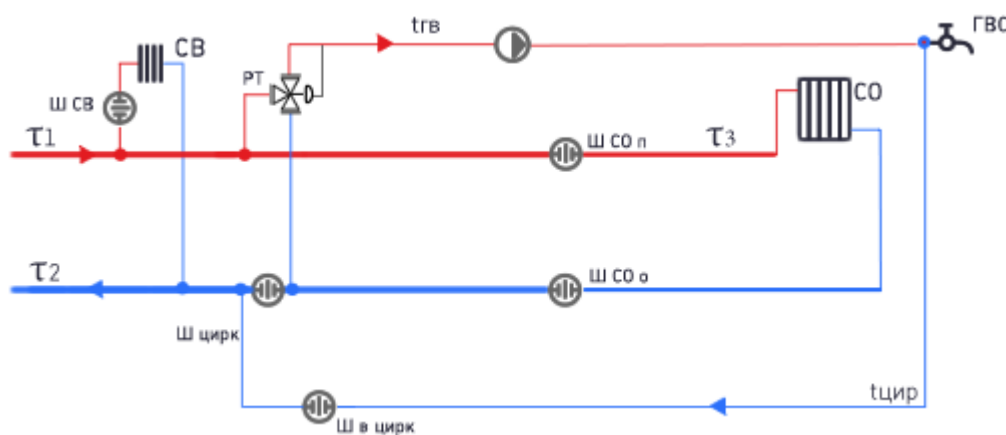 tгв
ГВС
СВ
РТ
СО
Ш СВ
τ1
Ш СО п
τ3
τ2
Ш СО о
Ш цирк
tцир
Ш в цирк